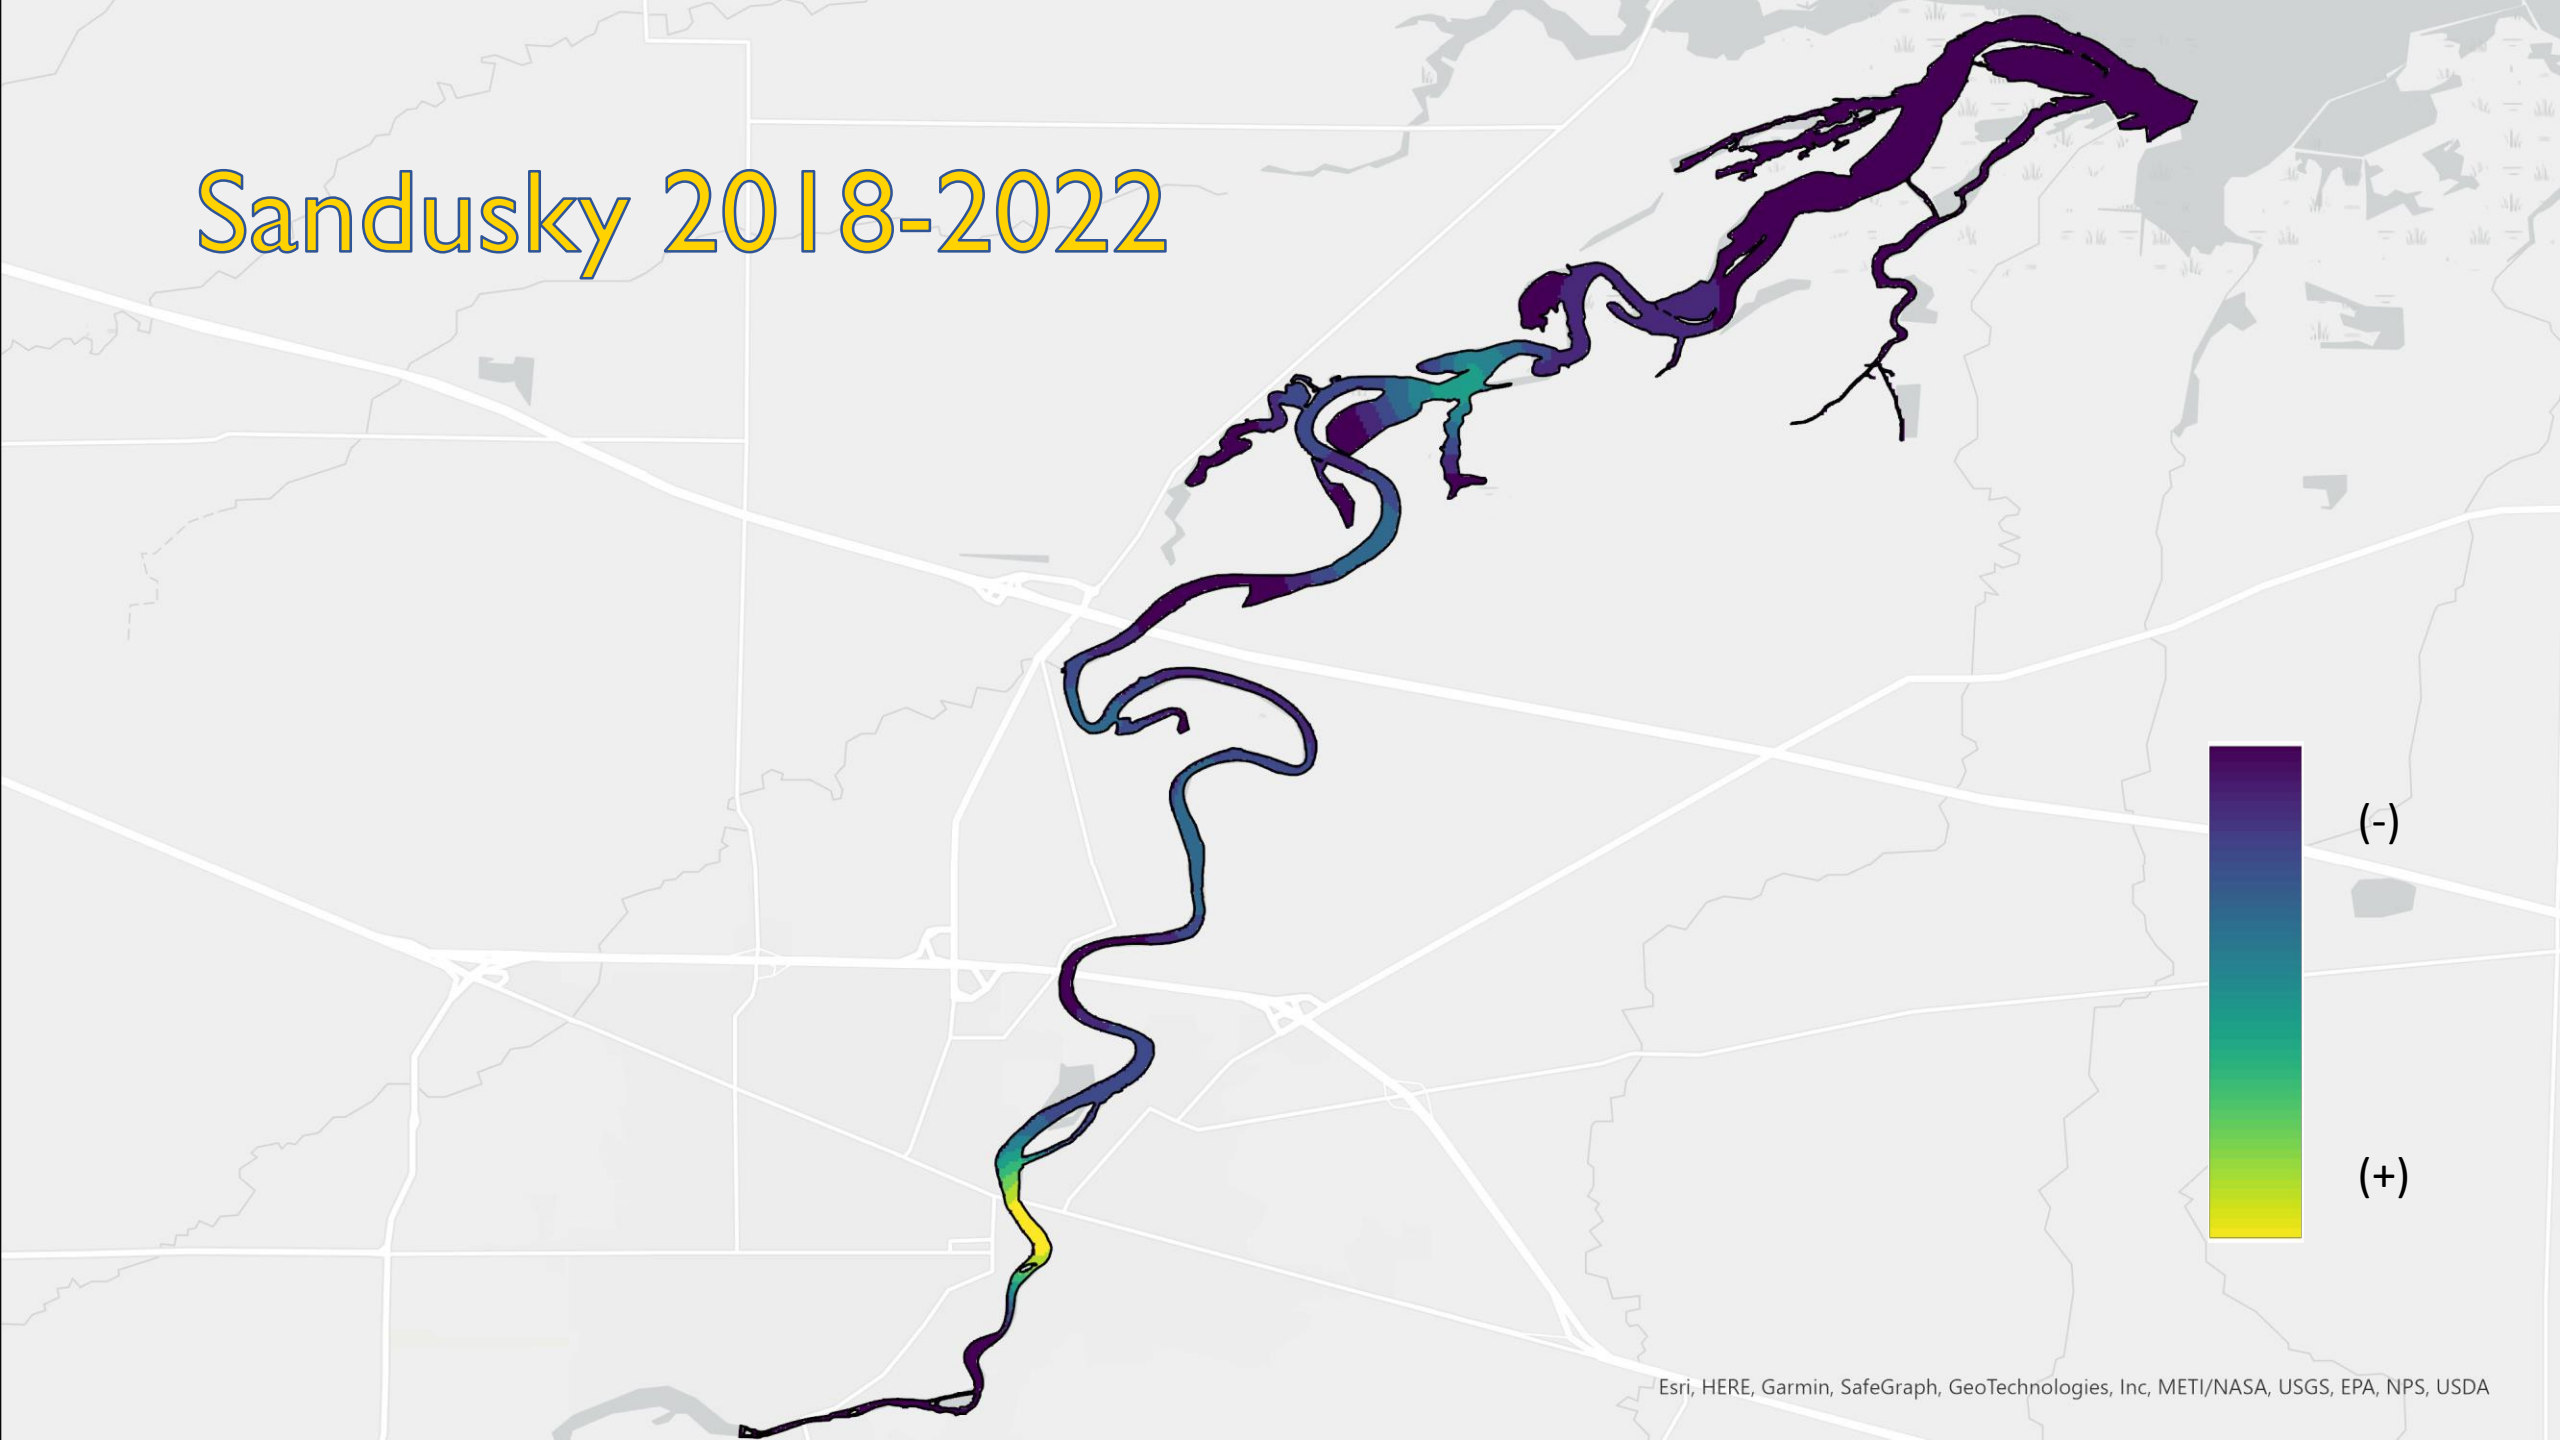 Sandusky 2018-2022
(-)
(+)
Esri, HERE, Garmin, SafeGraph, GeoTechnologies, Inc, METI/NASA, USGS, EPA, NPS, USDA